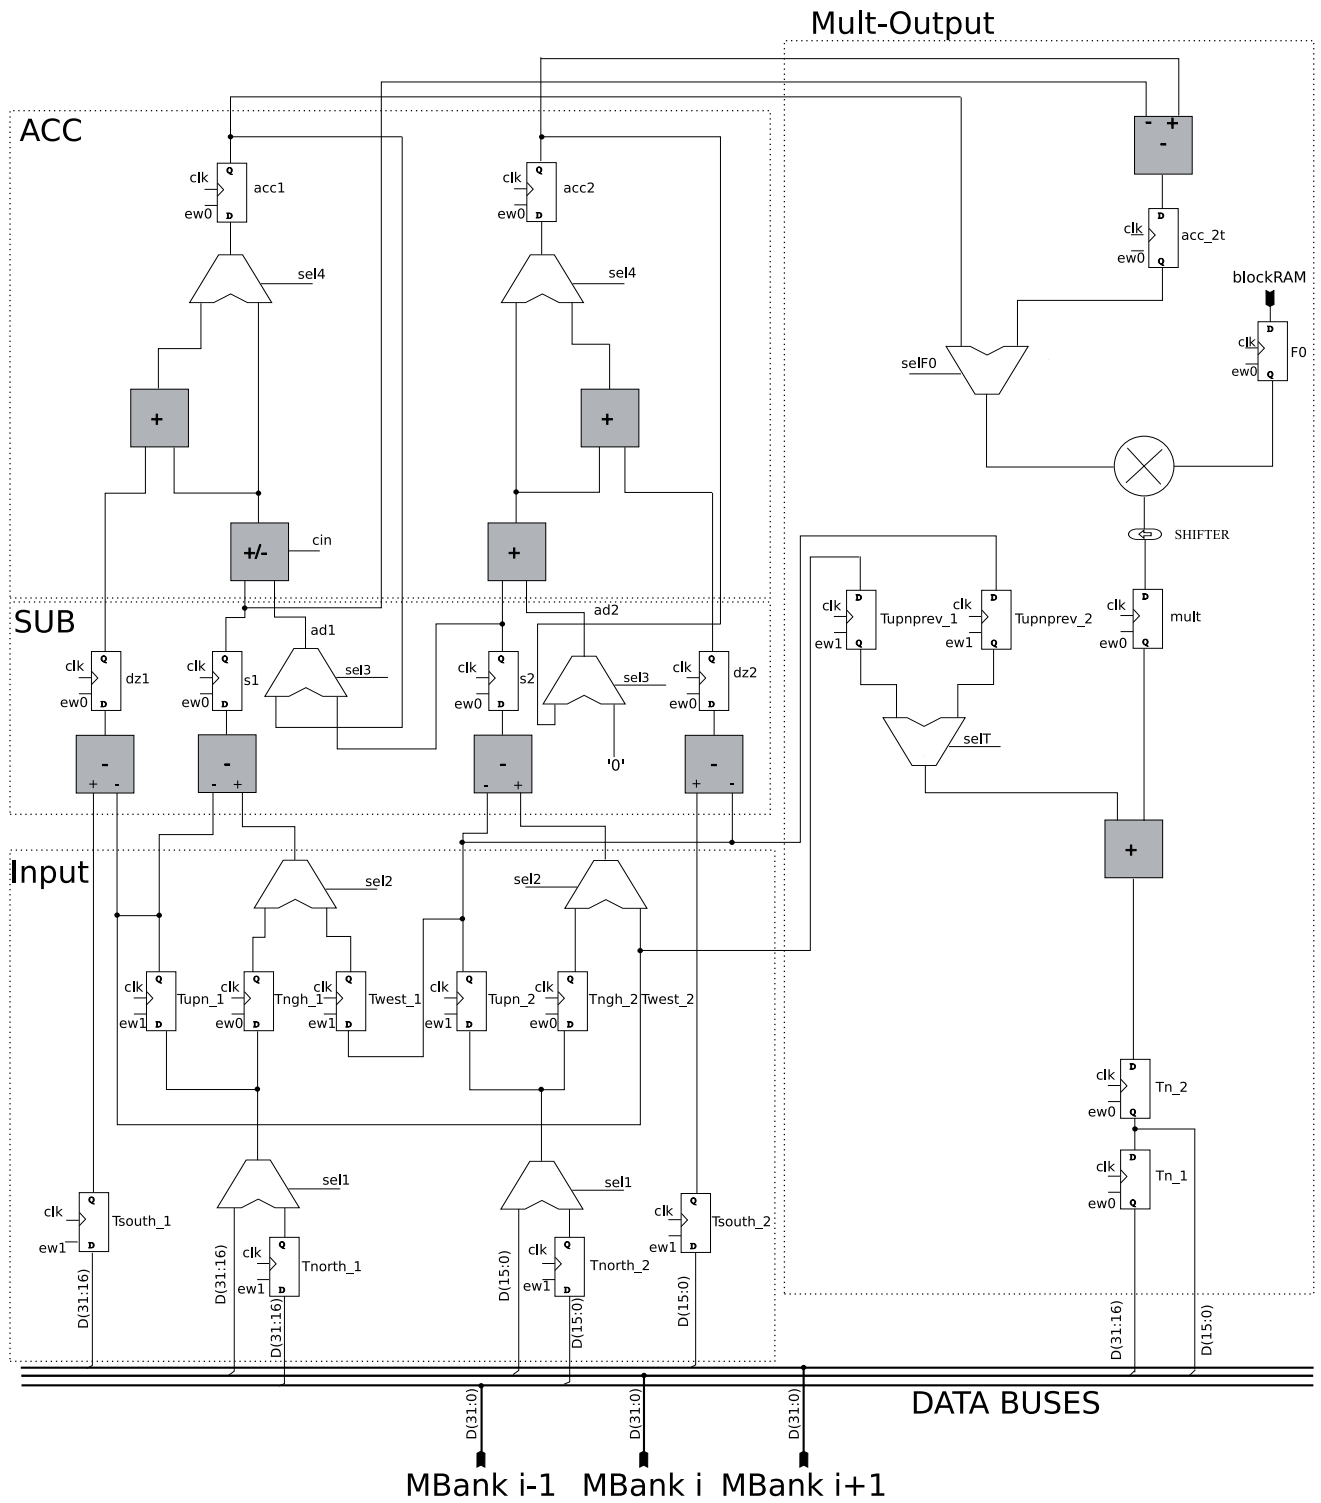 Mult-Output
ACC
- +
-
clk Q acc1
ew0 D
clk Q acc2
ew0 D
clk D acc_2t
ew0 Q
sel4
sel4
blockRAM
clk D F0
ew0 Q
selF0
+
+
+/-
cin
+
SHIFTER
SUB
ad1
ad2
clk D Tupnprev_1
ew1 Q
clk D Tupnprev_2
ew1 Q
clk D mult
ew0 Q
clk Q dz1
ew0 D
clk Q s1
ew0 D
sel3
clk Q s2
ew0 D
sel3
clk Q dz2
ew0 D
selT
'0'
-
+ -
-
- +
-
- +
-
+ -
+
Input
sel2
sel2
clk Q Tupn_1
ew1 D
clk Q Tngh_1
ew0 D
clk Q Twest_1
ew1 D
clk Q Tupn_2
ew1 D
clk Q Tngh_2
ew0 D
Twest_2
clk D Tn_2
ew0 Q
clk D Tn_1
ew0 Q
sel1
sel1
clk Q Tsouth_1
ew1 D
clk Q Tnorth_1
ew1 D
clk Q Tnorth_2
ew1 D
clk Q Tsouth_2
ew1 D
D(31:16)
D(31:16)
D(31:16)
D(15:0)
D(15:0)
D(15:0)
D(31:16)
D(15:0)
DATA BUSES
D(31:0)
D(31:0)
D(31:0)
MBank i-1 MBank i MBank i+1